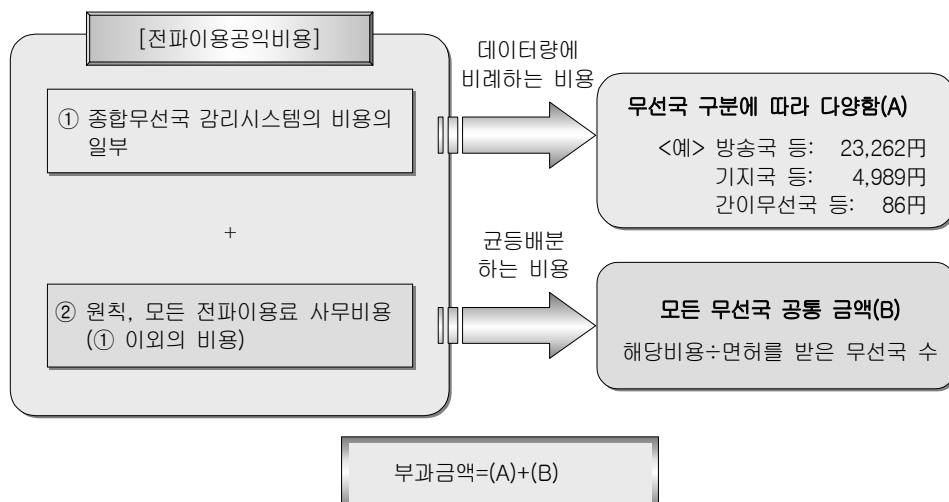 [전파이용공익비용]
① 종합무선국 감리시스템의 비용의
일부
+
② 원칙, 모든 전파이용료 사무비용
(① 이외의 비용)
데이터량에
비례하는 비용
균등배분
하는 비용
무선국 구분에 따라 다양함(A)
<예> 방송국 등: 23,262円
기지국 등: 4,989円
간이무선국 등: 86円
모든 무선국 공통 금액(B)
해당비용÷면허를 받은 무선국 수
부과금액=(A)+(B)